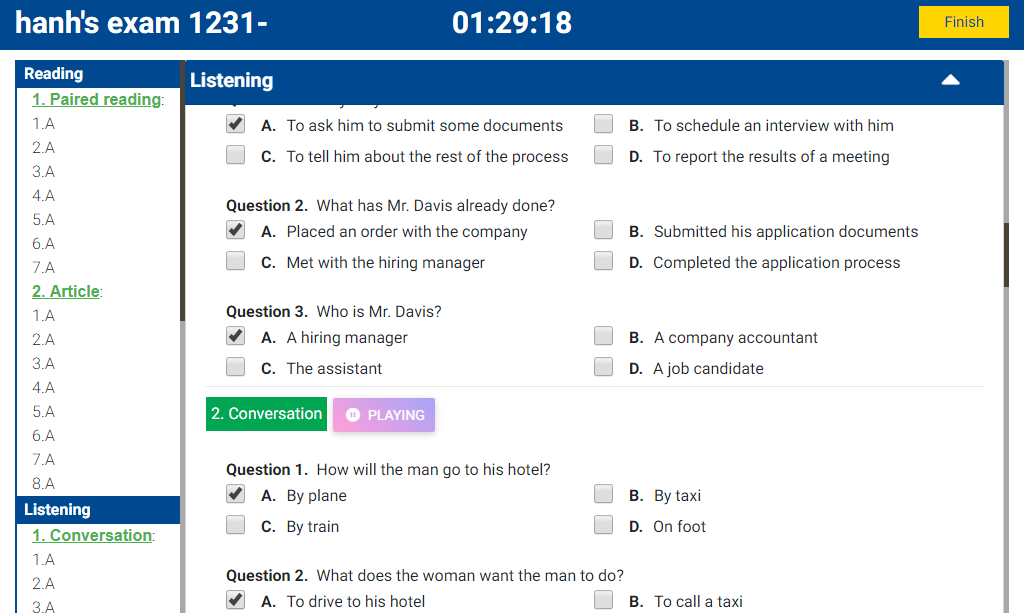 hanh's exam 1231-
01:29:18
Finish
Reading
1. Paired reading:
1.A
2.A
3.A
4.A
5.A
6.A
7.A
2. Article:
1.A
2.A
3.A
4.A
5.A
6.A
7.A
8.A
Listening
1. Conversation:
1.A
2.A
3.A
Listening
A. To ask him to submit some documents
B. To schedule an interview with him
C. To tell him about the rest of the process
D. To report the results of a meeting
Question 2. What has Mr. Davis already done?
A. Placed an order with the company
B. Submitted his application documents
C. Met with the hiring manager
D. Completed the application process
Question 3. Who is Mr. Davis?
A. A hiring manager
B. A company accountant
C. The assistant
D. A job candidate
2. Conversation
PLAYING
Question 1. How will the man go to his hotel?
A. By plane
B. By taxi
C. By train
D. On foot
Question 2. What does the woman want the man to do?
A. To drive to his hotel
B. To call a taxi